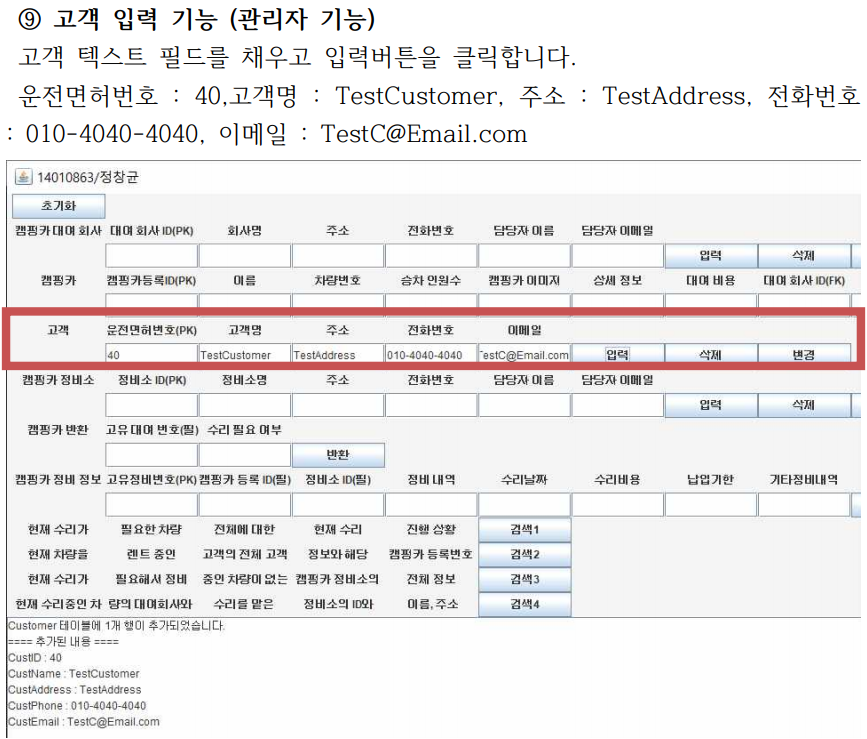 ⑨ 고객 입력 기능 (관리자 기능)
고객 텍스트 필드를 채우고 입력버튼을 클릭합니다.
운전면허번호 : 40,고객명 : TestCustomer, 주소 : TestAddress, 전화번호
: 010-4040-4040, 이메일 : TestC@Email.com
14010863/정창균
초기화
캠핑카 대여 회사 대여 회사 ID(PK) 회사명 주소 전화번호 담당자 이름 담당자 이메일
입력 삭제
캠핑카 캠핑카등록ID(PK) 이름 차량번호 승차 인원수 캠핑카 이미지 상세 정보 대여 비용 대여 회사 ID(FK)
고객 운전면허번호(PK) 고객명 주소 전화번호 이메일
40 TestCustomer TestAddress 010-4040-4040 TestC@Email.com 입력 삭제 변경
캠핑카 정비소 정비소 ID(PK) 정비소명 주소 전화번호 담당자 이름 담당자 이메일
입력 삭제
캠핑카 반환 고유 대여 번호(필) 수리 필요 여부
반환
캠핑카 정비 정보 고유정비번호(PK) 캠핑카 등록 ID(필) 정비소 ID(필) 정비 내역 수리날짜 수리비용 납입기한 기타정비내역
현재 수리가 필요한 차량 전체에 대한 현재 수리 진행 상황 검색1
현재 차량을 렌트 중인 고객의 전체 고객 정보와 해당 캠핑카 등록번호 검색2
현재 수리가 필요해서 정비 중인 차량이 없는 캠핑카 정비소의 전체 정보 검색3
현재 수리중인 차 량의 대여회사와 수리를 맡은 정비소의 ID와 이름, 주소 검색4
Customer 테이블에 1개 행이 추가되었습니다.
==== 추가된 내용 ====
CustID : 40
CustName : TestCustomer
CustAddress : TestAddress
CustPhone : 010-4040-4040
CustEmail : TestC@Email.com